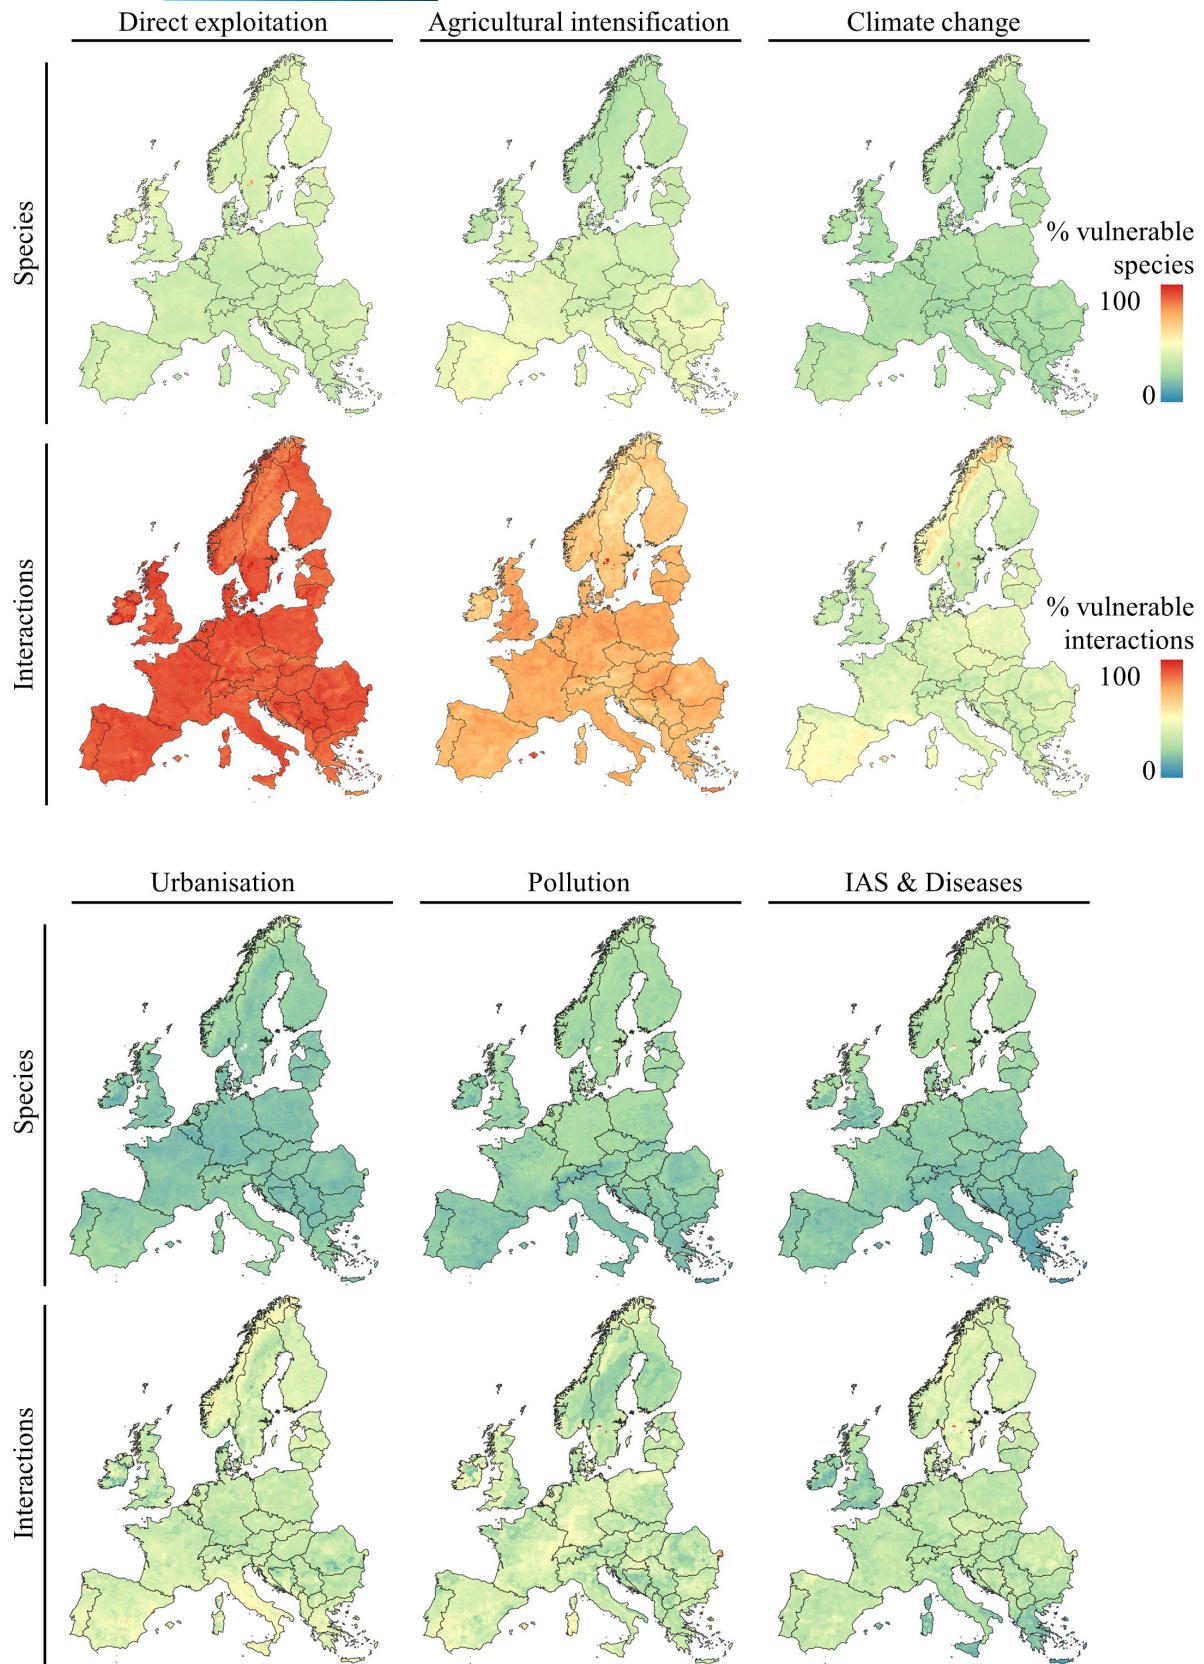 Direct exploitation
Agricultural intensification
Climate change
Species
% vulnerable
species
100
0
Interactions
% vulnerable
interactions
100
0
Urbanisation
Pollution
IAS & Diseases
Species
Interactions